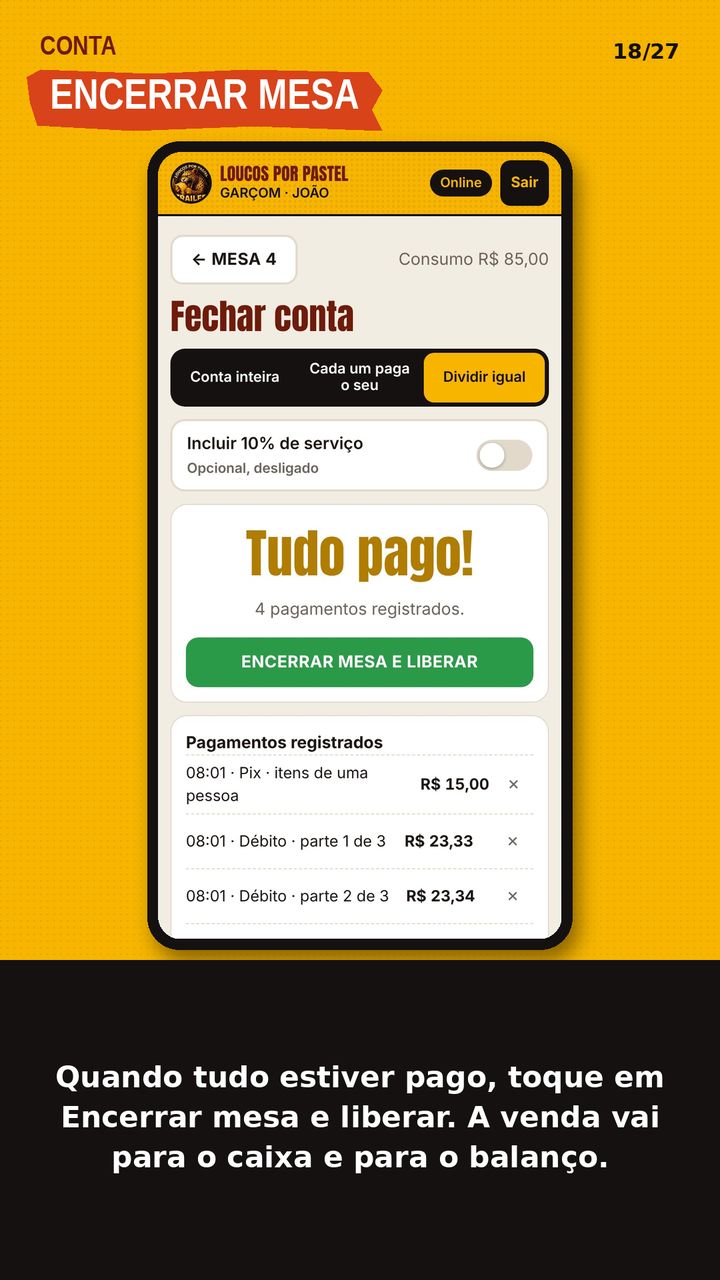 CONTA
18/27
ENCERRAR MESA
LOUCOS POR PASTEL
GARÇOM · JOÃO
Online
Sair
← MESA 4
Consumo R$ 85,00
Fechar conta
Conta inteira
Cada um paga
o seu
Dividir igual
Incluir 10% de serviço
Opcional, desligado
Tudo pago!
4 pagamentos registrados.
ENCERRAR MESA E LIBERAR
Pagamentos registrados
08:01 · Pix · itens de uma
pessoa
R$ 15,00 ×
08:01 · Débito · parte 1 de 3 R$ 23,33 ×
08:01 · Débito · parte 2 de 3 R$ 23,34 ×
Quando tudo estiver pago, toque em
Encerrar mesa e liberar. A venda vai
para o caixa e para o balanço.